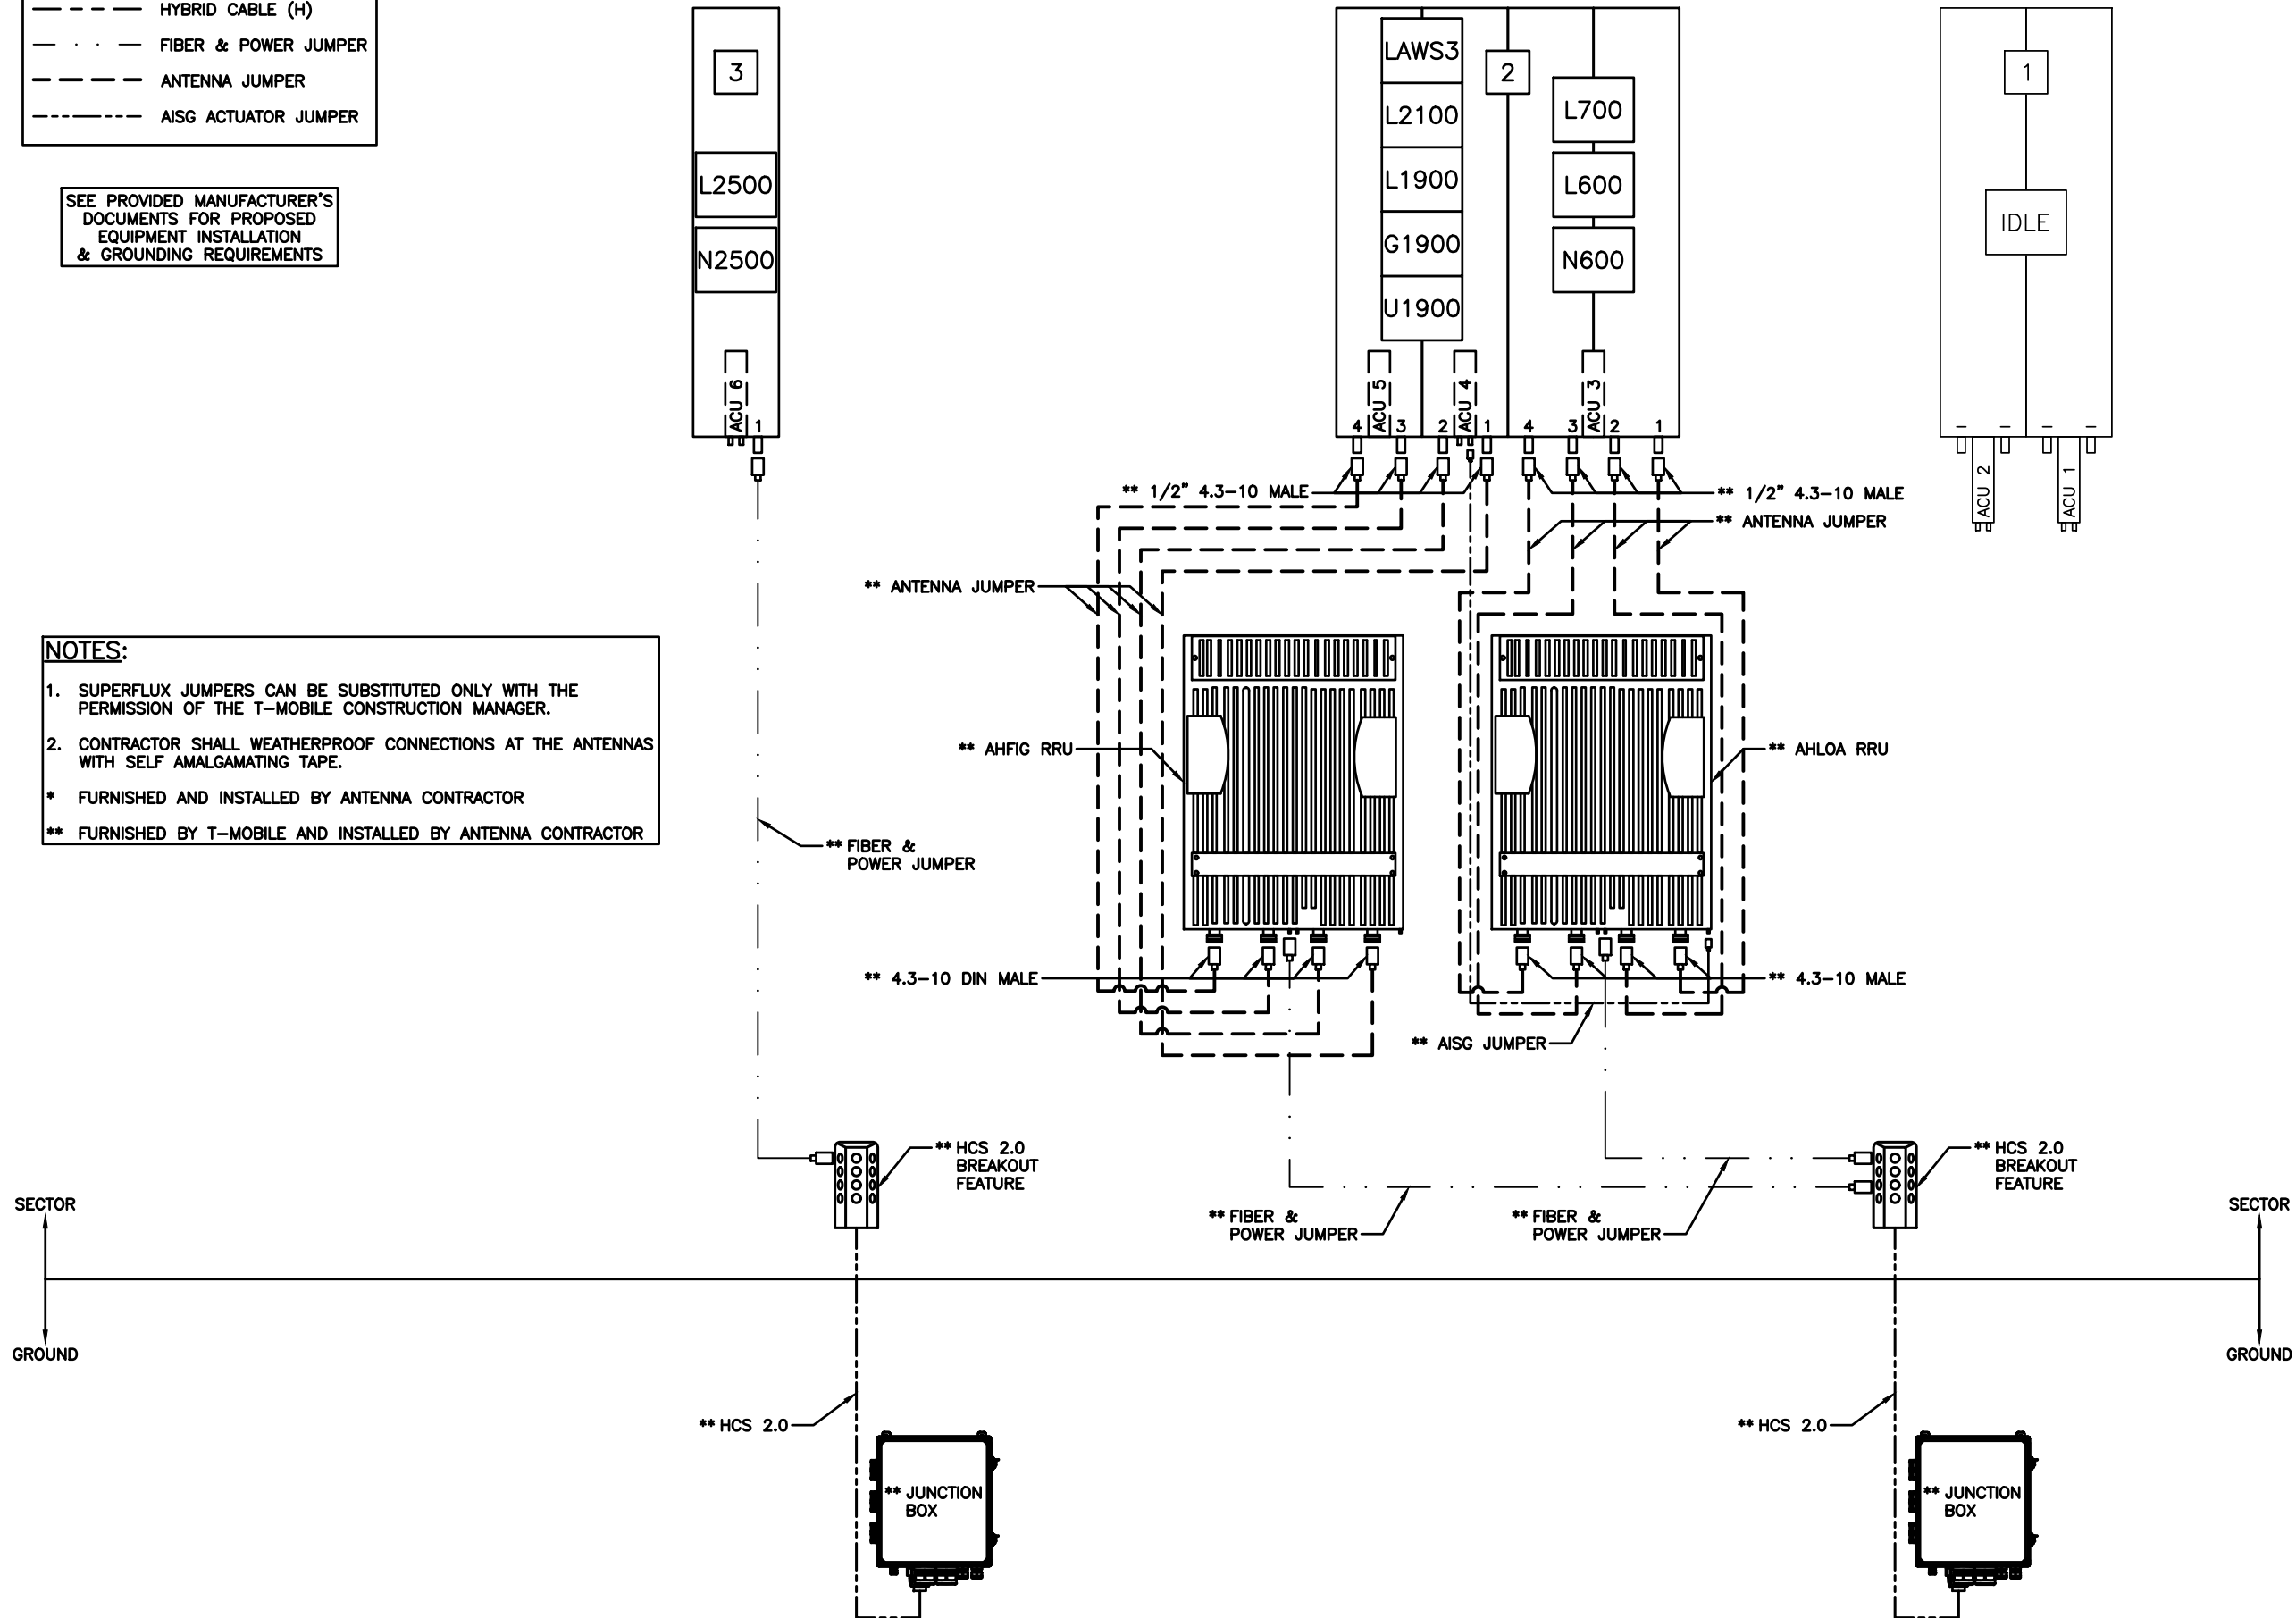 HYBRID CABLE (H)
FIBER & POWER JUMPER
ANTENNA JUMPER
AISG ACTUATOR JUMPER
SEE PROVIDED MANUFACTURER'S
DOCUMENTS FOR PROPOSED
EQUIPMENT INSTALLATION
& GROUNDING REQUIREMENTS
3
L2500
N2500
ACU 6
1
LAWS3
L2100
L1900
G1900
U1900
2
L700
L600
N600
ACU 5
ACU 4
ACU 3
4 3 2 1 4 3 2 1
1
IDLE
ACU 2
ACU 1
** 1/2" 4.3-10 MALE
** 1/2" 4.3-10 MALE
** ANTENNA JUMPER
** ANTENNA JUMPER
NOTES:
1. SUPERFLUX JUMPERS CAN BE SUBSTITUTED ONLY WITH THE
PERMISSION OF THE T-MOBILE CONSTRUCTION MANAGER.
2. CONTRACTOR SHALL WEATHERPROOF CONNECTIONS AT THE ANTENNAS
WITH SELF AMALGAMATING TAPE.
* FURNISHED AND INSTALLED BY ANTENNA CONTRACTOR
** FURNISHED BY T-MOBILE AND INSTALLED BY ANTENNA CONTRACTOR
** AHFIG RRU
** AHLOA RRU
** FIBER &
POWER JUMPER
** 4.3-10 DIN MALE
** 4.3-10 MALE
** AISG JUMPER
** HCS 2.0
BREAKOUT
FEATURE
** HCS 2.0
BREAKOUT
FEATURE
** FIBER &
POWER JUMPER
** FIBER &
POWER JUMPER
SECTOR
GROUND
SECTOR
GROUND
** HCS 2.0
** HCS 2.0
** JUNCTION
BOX
** JUNCTION
BOX